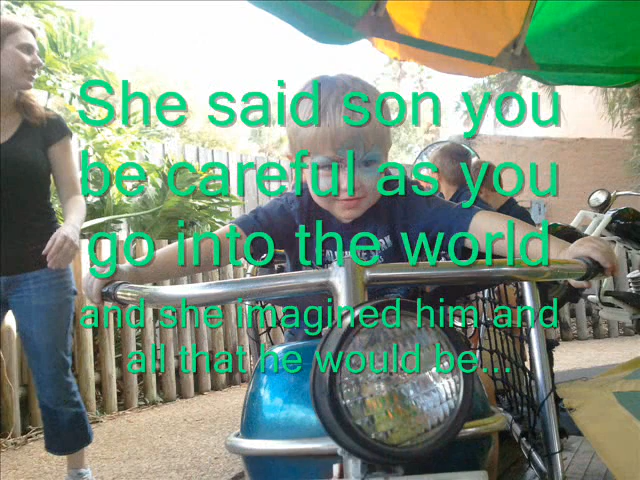 She said son you
be careful as you
go into the world
and she imagined him and
all that he would be...